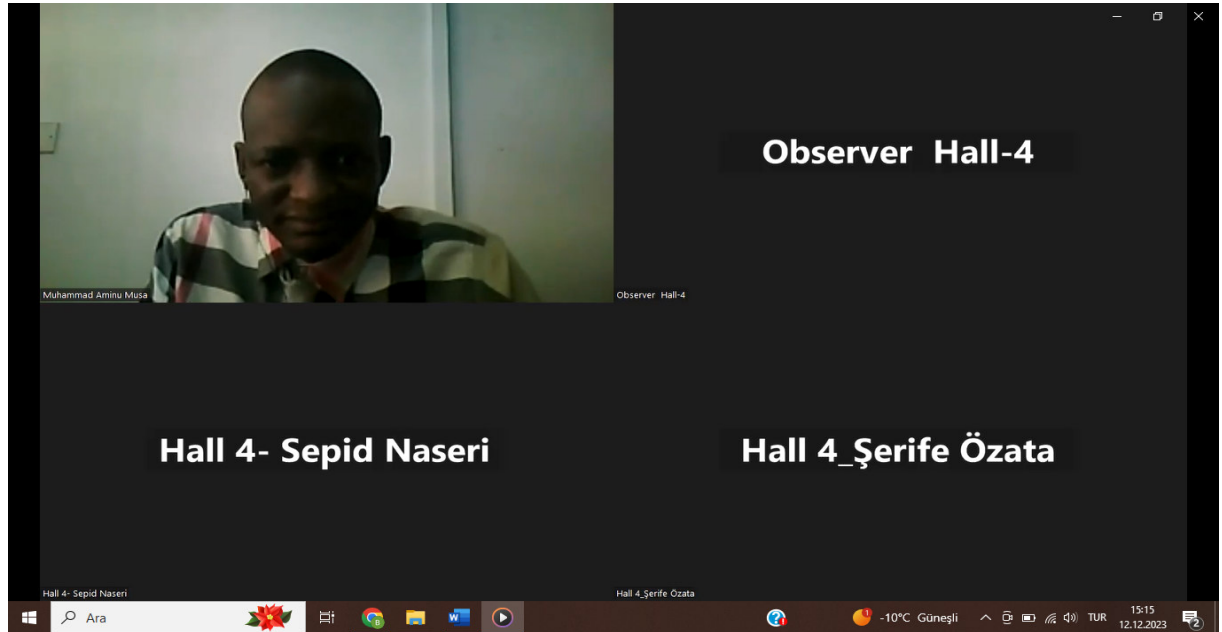 Observer Hall-4
Muhammad Aminu Musa
Observer Hall-4
Hall 4- Sepid Naseri
Hall 4_Şerife Özata
Hall 4- Sepid Naseri
Hall 4_Şerife Özata
Ara
-10°C Güneşli
TUR
15:15
12.12.2023